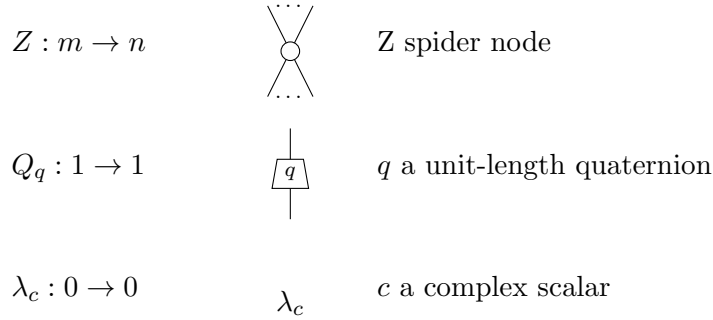 Z : m → n ... ... Z spider node
Q_q : 1 → 1 q q a unit-length quaternion
λ_c : 0 → 0 λ_c c a complex scalar